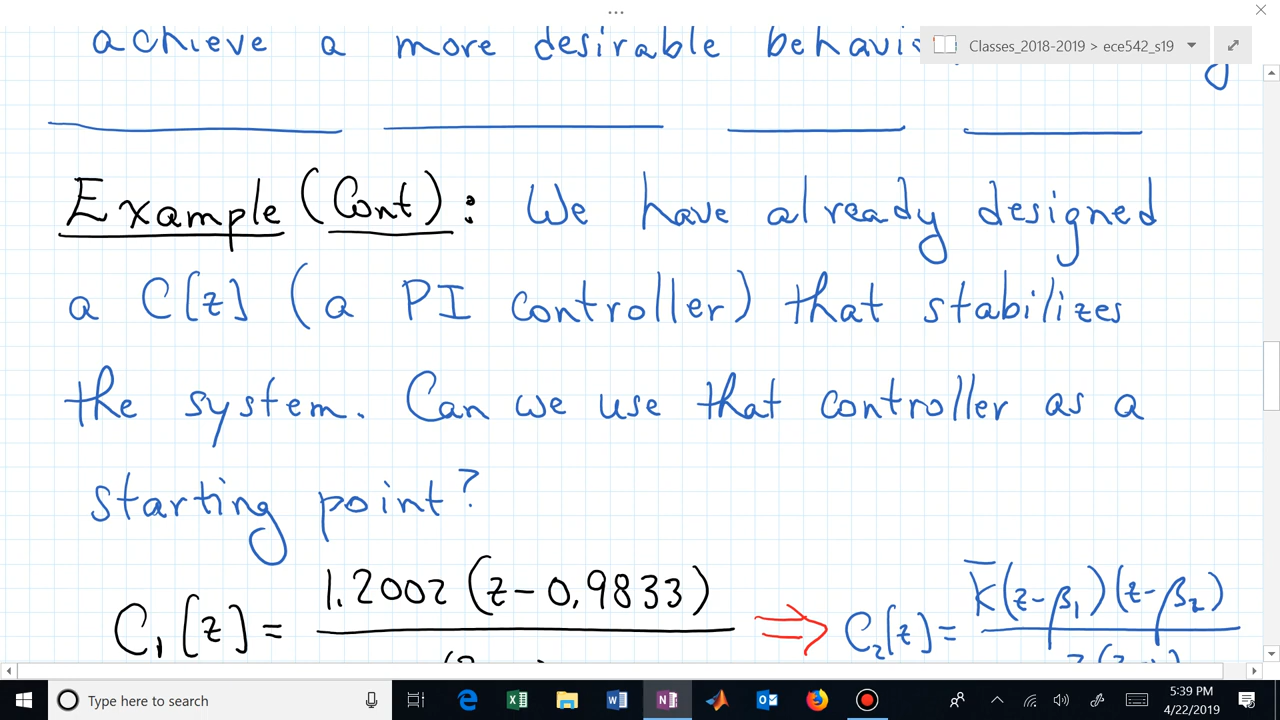 achieve a more desirable
Classes_2018-2019 > ece542_s19
Example (Cont): We have already designed
a C[z] (a PI controller) that stabilizes
the system. Can we use that controller as a
starting point?
C₁[z] = 1.2002 (z-0.9833) ⇒ C₂[z] = K̅(z-β₁)(z-β₂)
Type here to search
5:39 PM
4/22/2019